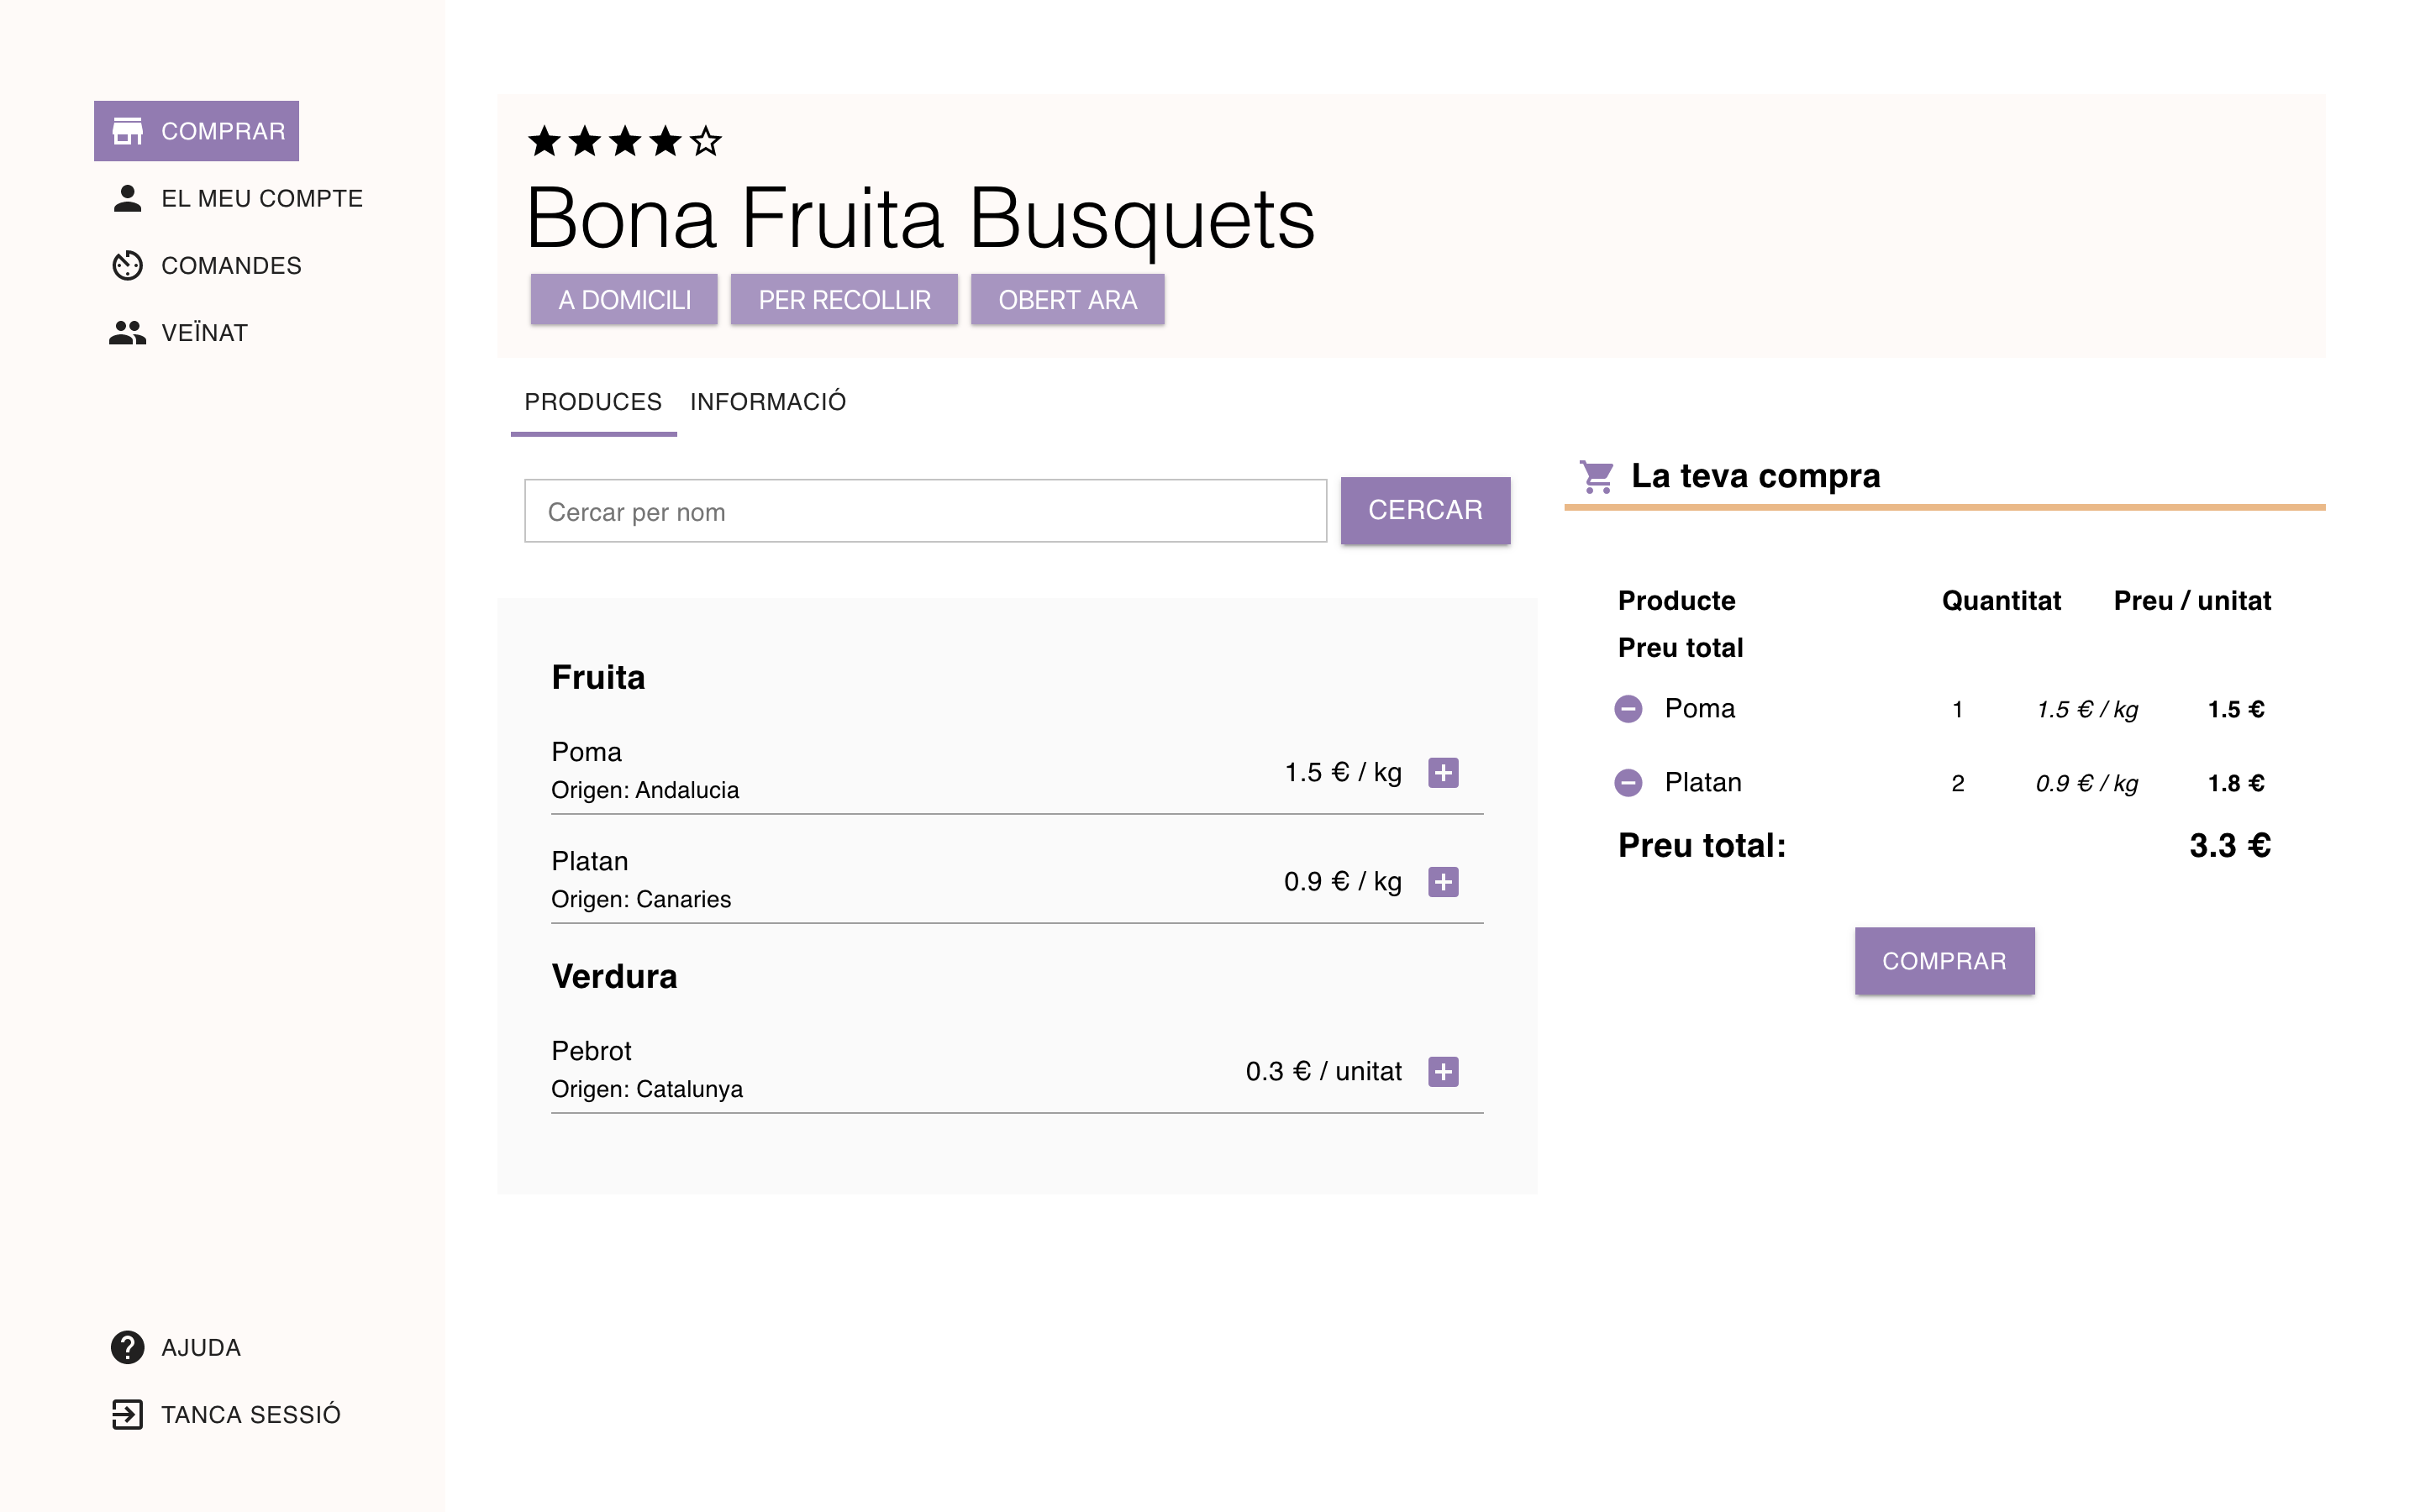 COMPRAR
EL MEU COMPTE
COMANDES
VEÏNAT
AJUDA
TANCA SESSIÓ
Bona Fruita Busquets
A DOMICILI PER RECOLLIR OBERT ARA
PRODUCES INFORMACIÓ
Cercar per nom CERCAR
Fruita
Poma
Origen: Andalucia
1.5 € / kg
Platan
Origen: Canaries
0.9 € / kg
Verdura
Pebrot
Origen: Catalunya
0.3 € / unitat
La teva compra
Producte Quantitat Preu / unitat
Preu total
Poma 1 1.5 € / kg 1.5 €
Platan 2 0.9 € / kg 1.8 €
Preu total: 3.3 €
COMPRAR